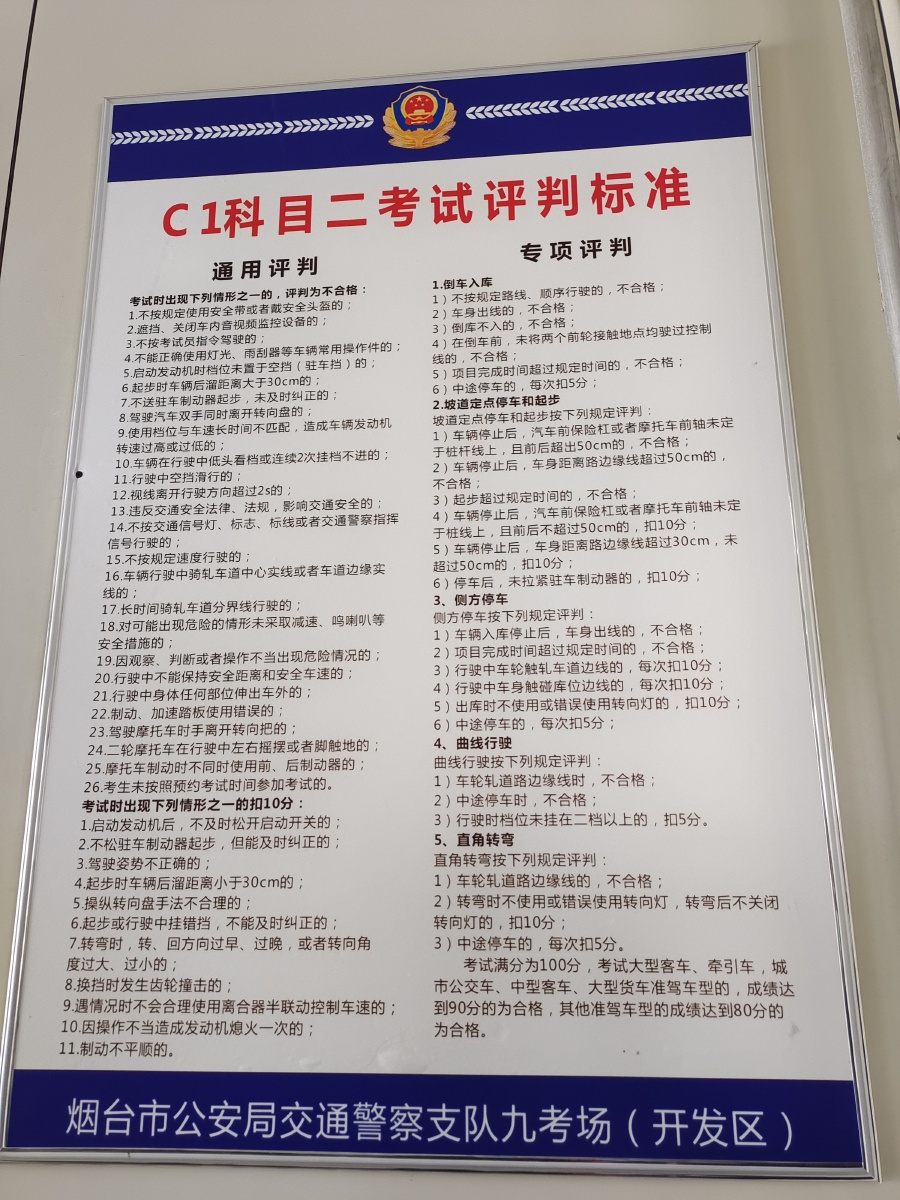 C1科目二考试评判标准
通用评判
考试时出现下列情形之一的，评判为不合格：
1.不按规定使用安全带或者戴安全头盔的；
2.遮挡、关闭车内音视频监控设备的；
3.不按考试员指令驾驶的；
4.不能正确使用灯光、雨刮器等车辆常用操作件的；
5.启动发动机时档位未置于空挡（驻车挡）的；
6.起步时车辆后溜距离大于30cm的；
7.不送驻车制动器起步，未及时纠正的；
8.驾驶汽车双手同时离开转向盘的；
9.使用档位与车速长时间不匹配，造成车辆发动机
转速过高或过低的；
10.车辆在行驶中低头看档或连续2次挂档不进的；
11.行驶中空挡滑行的；
12.视线离开行驶方向超过2s的；
13.违反交通安全法律、法规，影响交通安全的；
14.不按交通信号灯、标志、标线或者交通警察指挥
信号行驶的；
15.不按规定速度行驶的；
16.车辆行驶中骑轧车道中心实线或者车道边缘实
线的；
17.长时间骑轧车道分界线行驶的；
18.对可能出现危险的情形未采取减速、鸣喇叭等
安全措施的；
19.因观察、判断或者操作不当出现危险情况的；
20.行驶中不能保持安全距离和安全车速的；
21.行驶中身体任何部位伸出车外的；
22.制动、加速踏板使用错误的；
23.驾驶摩托车时手离开转向把的；
24.二轮摩托车在行驶中左右摇摆或者脚触地的；
25.摩托车制动时不同时使用前、后制动器的；
26.考生未按照预约考试时间参加考试的。
考试时出现下列情形之一的扣10分：
1.启动发动机后，不及时松开启动开关的；
2.不松驻车制动器起步，但能及时纠正的；
3.驾驶姿势不正确的；
4.起步时车辆后溜距离小于30cm的；
5.操纵转向盘手法不合理的；
6.起步或行驶中挂错挡，不能及时纠正的；
7.转弯时，转、回方向过早、过晚，或者转向角
度过大、过小的；
8.换挡时发生齿轮撞击的；
9.遇情况时不会合理使用离合器半联动控制车速的；
10.因操作不当造成发动机熄火一次的；
11.制动不平顺的。
专项评判
1.倒车入库
1）不按规定路线、顺序行驶的，不合格；
2）车身出线的，不合格；
3）倒库不入的，不合格；
4）在倒车前，未将两个前轮接触地点均驶过控制
线的，不合格；
5）项目完成时间超过规定时间的，不合格；
6）中途停车的，每次扣5分；
2.坡道定点停车和起步
坡道定点停车和起步按下列规定评判：
1）车辆停止后，汽车前保险杠或者摩托车前轴未定
于桩杆线上，且前后超出50cm的，不合格；
2）车辆停止后，车身距离路边缘线超过50cm的，
不合格；
3）起步超过规定时间的，不合格；
4）车辆停止后，汽车前保险杠或者摩托车前轴未定
于桩线上，且前后不超过50cm的，扣10分；
5）车辆停止后，车身距离路边缘线超过30cm，未
超过50cm的，扣10分；
6）停车后，未拉紧驻车制动器的，扣10分；
3、侧方停车
侧方停车按下列规定评判：
1）车辆入库停止后，车身出线的，不合格；
2）项目完成时间超过规定时间的，不合格；
3）行驶中车轮触轧车道边线的，每次扣10分；
4）行驶中车身触碰库位边线的，每次扣10分；
5）出库时不使用或错误使用转向灯的，扣10分；
6）中途停车的，每次扣5分；
4、曲线行驶
曲线行驶按下列规定评判：
1）车轮轧道路边缘线时，不合格；
2）中途停车时，不合格；
3）行驶时档位未挂在二档以上的，扣5分。
5、直角转弯
直角转弯按下列规定评判：
1）车轮轧道路边缘线的，不合格；
2）转弯时不使用或错误使用转向灯，转弯后不关闭
转向灯的，扣10分；
3）中途停车的，每次扣5分。
考试满分为100分，考试大型客车、牵引车，城
市公交车、中型客车、大型货车准驾车型的，成绩达
到90分的为合格，其他准驾车型的成绩达到80分的
为合格。
烟台市公安局交通警察支队九考场（开发区）